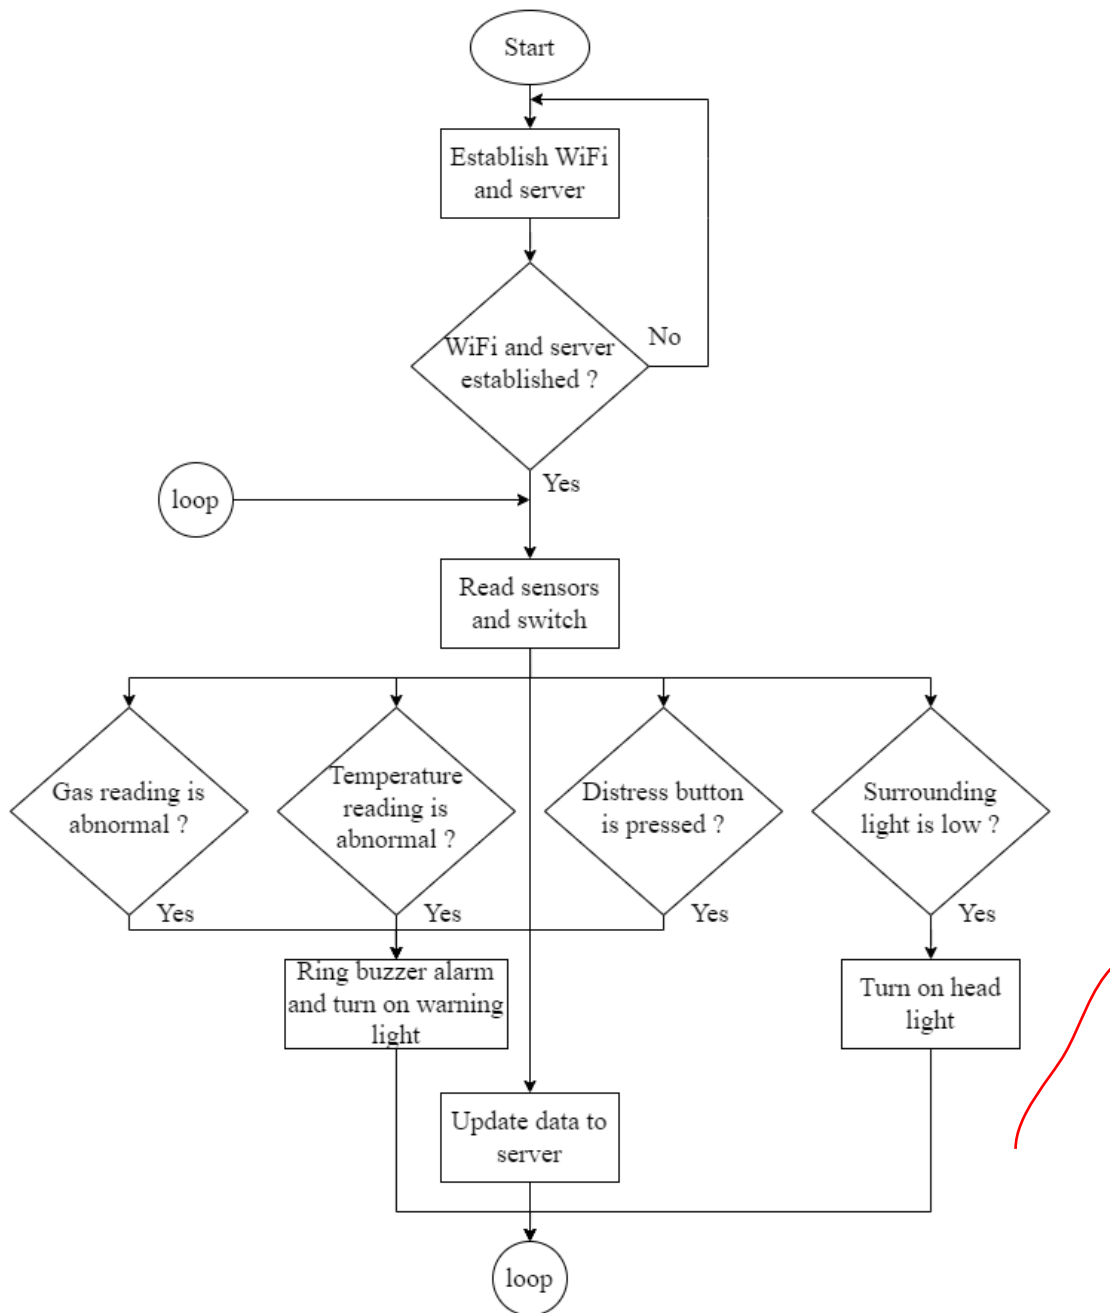 Start
Establish WiFi
and server
WiFi and server
established ?
No
Yes
loop
Read sensors
and switch
Gas reading is
abnormal ?
Temperature
reading is
abnormal ?
Distress button
is pressed ?
Surrounding
light is low ?
Yes
Yes
Yes
Yes
Ring buzzer alarm
and turn on warning
light
Turn on head
light
Update data to
server
loop